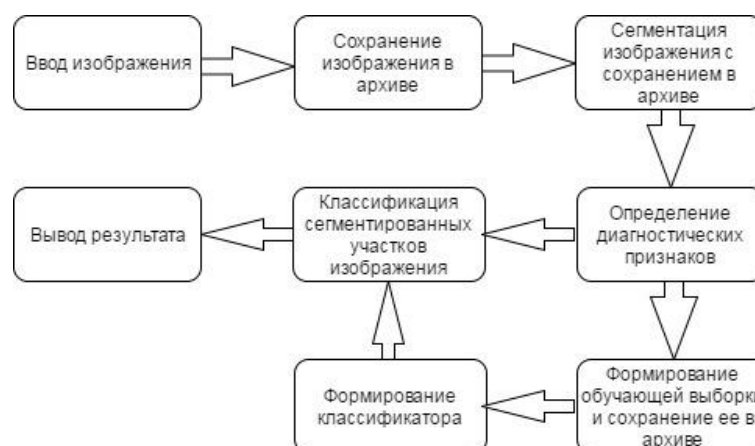 Ввод изображения
Сохранение
изображения в
архиве
Сегментация
изображения с
сохранением в
архиве
Вывод результата
Классификация
сегментированных
участков
изображения
Определение
диагностических
признаков
Формирование
классификатора
Формирование
обучающей выборки
и сохранение ее в
архиве